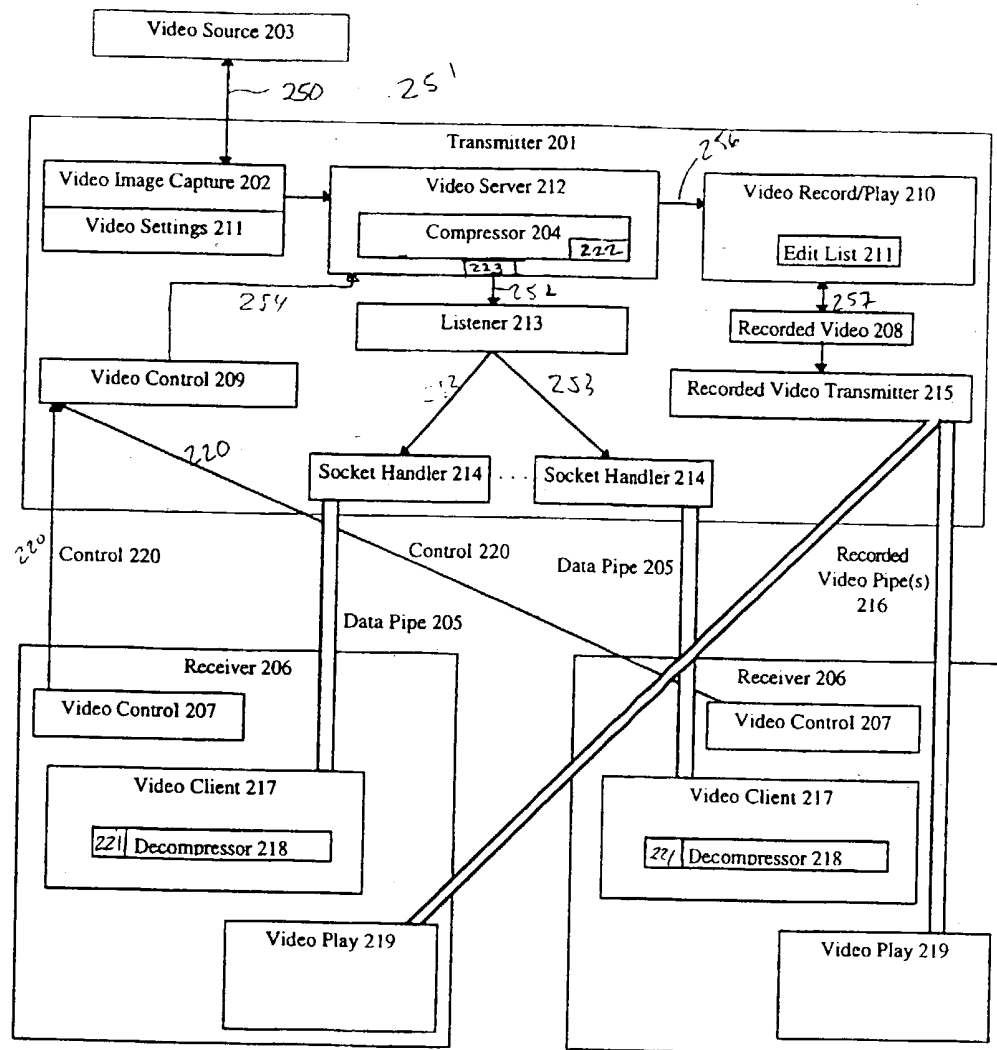 Video Source 203
250
251
Transmitter 201
256
Video Image Capture 202
Video Settings 211
Video Server 212
Compressor 204
222
223
Video Record/Play 210
Edit List 211
254
252
257
Listener 213
Recorded Video 208
Video Control 209
253
Recorded Video Transmitter 215
220
Socket Handler 214
. . .
Socket Handler 214
220
Control 220
Control 220
Data Pipe 205
Recorded
Video Pipe(s)
216
Data Pipe 205
Receiver 206
Receiver 206
Video Control 207
Video Control 207
Video Client 217
Video Client 217
221 Decompressor 218
221 Decompressor 218
Video Play 219
Video Play 219